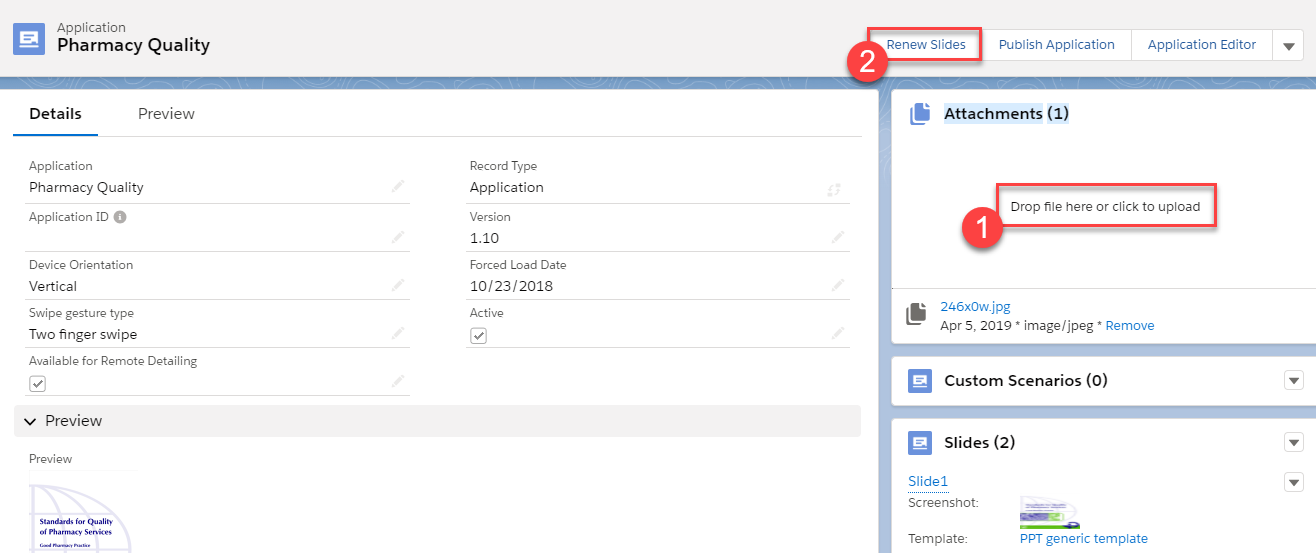 Application
Pharmacy Quality
2
Renew Slides
Publish Application
Application Editor
Details
Preview
Application
Pharmacy Quality
Record Type
Application
Application ID
Version
1.10
Device Orientation
Vertical
Forced Load Date
10/23/2018
Swipe gesture type
Two finger swipe
Active
Available for Remote Detailing
Preview
Preview
Standards for Quality
of Pharmacy Services
Good Pharmacy Practice
Attachments (1)
Drop file here or click to upload
1
246x0w.jpg
Apr 5, 2019 * image/jpeg * Remove
Custom Scenarios (0)
Slides (2)
Slide1
Screenshot:
Template:
PPT generic template